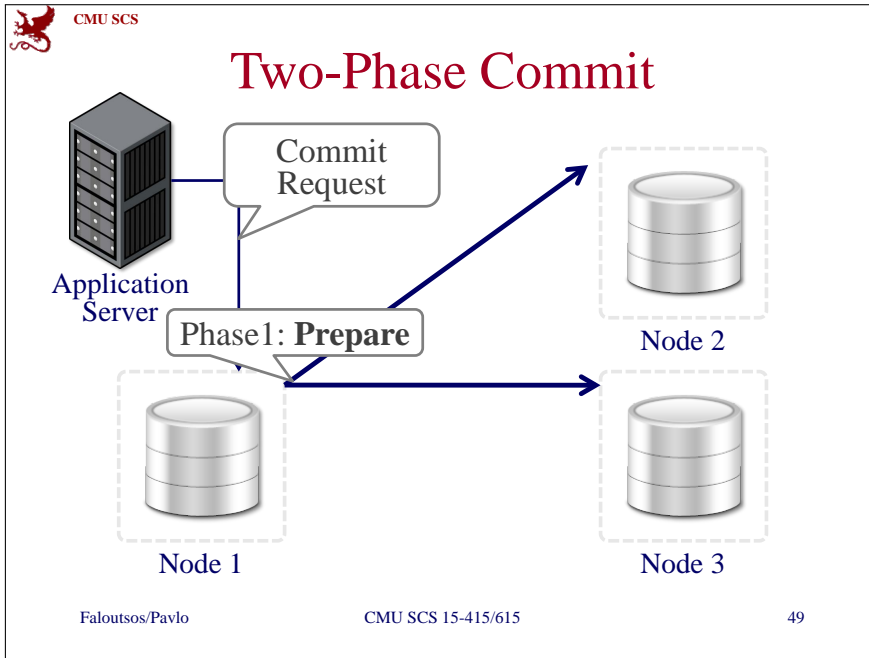 CMU SCS
Two-Phase Commit
Commit
Request
Application
Server
Phase1: Prepare
Node 2
Node 1
Node 3
Faloutsos/Pavlo
CMU SCS 15-415/615
49